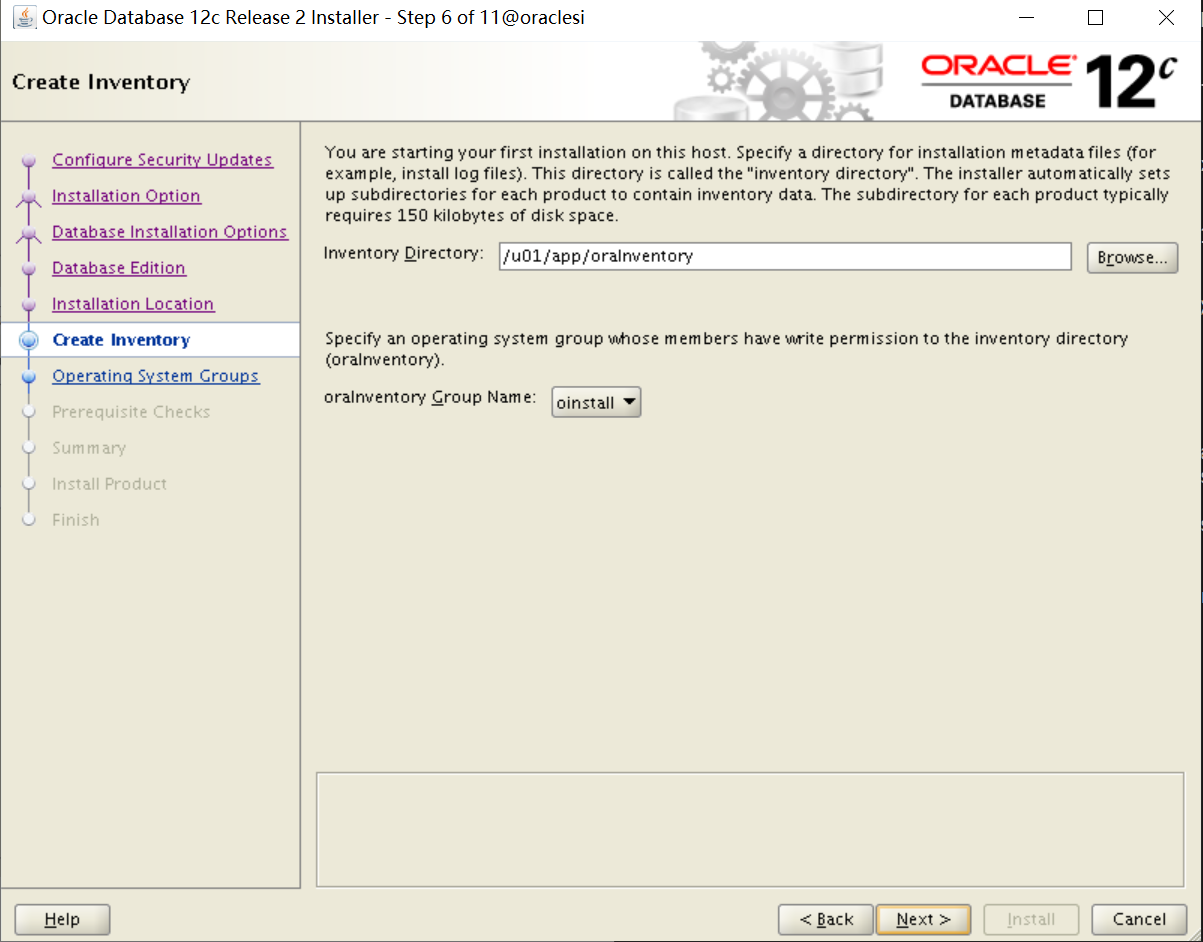 Oracle Database 12c Release 2 Installer - Step 6 of 11@oraclesi
Create Inventory
ORACLE®
DATABASE
12c
Configure Security Updates
Installation Option
Database Installation Options
Database Edition
Installation Location
Create Inventory
Operating System Groups
Prerequisite Checks
Summary
Install Product
Finish
You are starting your first installation on this host. Specify a directory for installation metadata files (for
example, install log files). This directory is called the "inventory directory". The installer automatically sets
up subdirectories for each product to contain inventory data. The subdirectory for each product typically
requires 150 kilobytes of disk space.
Inventory Directory:
/u01/app/oraInventory
Browse...
Specify an operating system group whose members have write permission to the inventory directory
(oraInventory).
oraInventory Group Name:
oinstall
Help
< Back
Next >
Install
Cancel